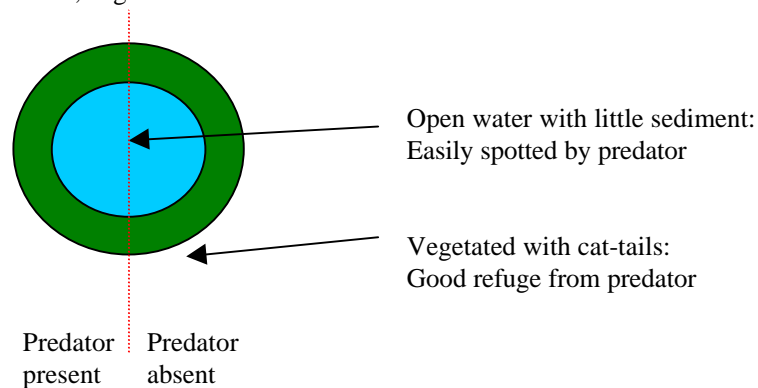 Open water with little sediment:
Easily spotted by predator
Vegetated with cat-tails:
Good refuge from predator
Predator Predator
present absent